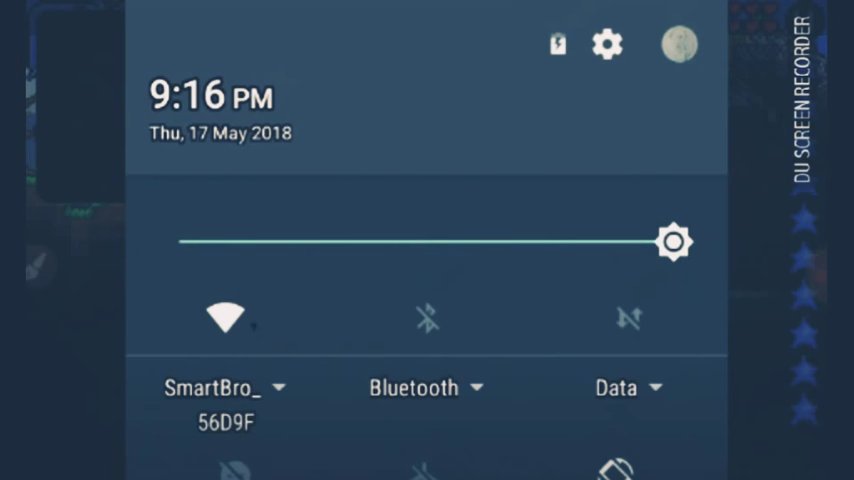 9:16 PM
Thu, 17 May 2018
DU SCREEN RECORDER
SmartBro_
56D9F
Bluetooth
Data